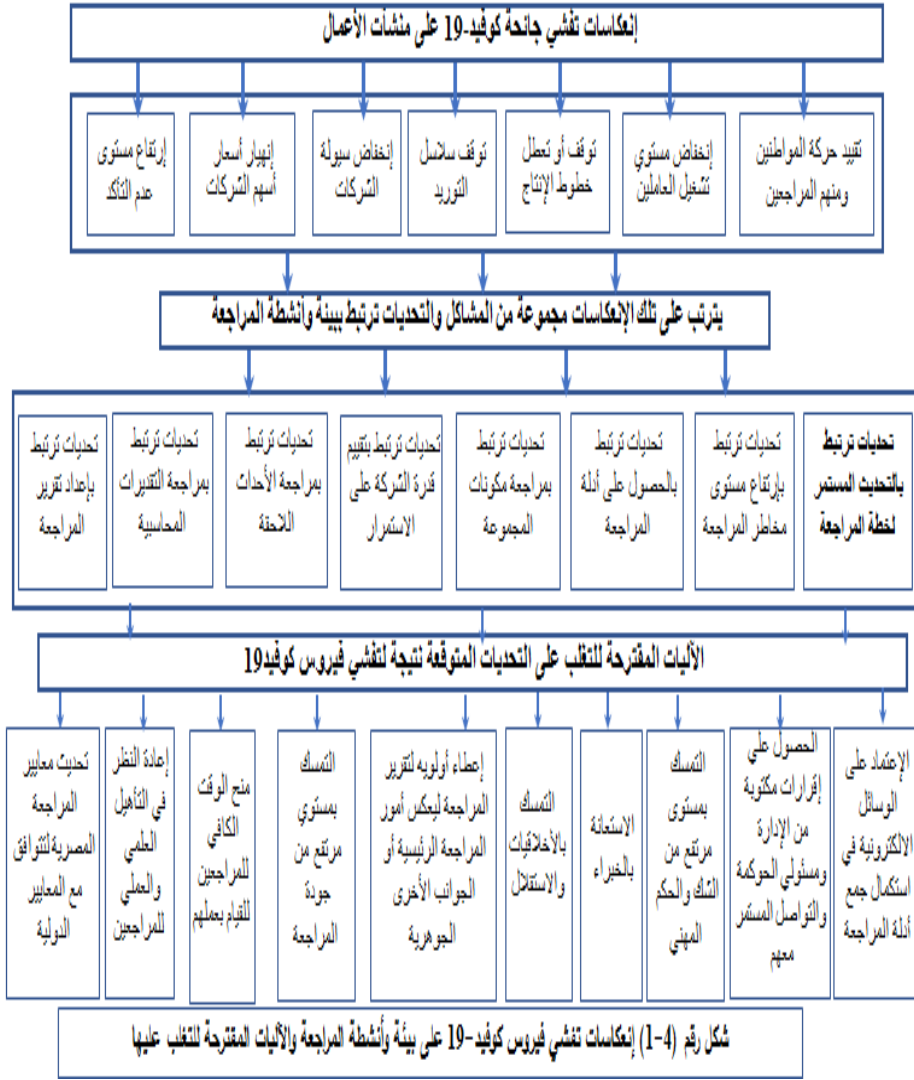 إنعكاسات تفشي جائحة كوفيد-19 على منشآت الأعمال
تقييد حركة المواطنين
ومنهم المراجعين
إنخفاض مستوي
تشغيل العاملين
توقف أو تعطل
خطوط الإنتاج
توقف سلاسل
التوريد
إنخفاض سيولة
الشركات
إنهيار أسعار
أسهم الشركات
إرتفاع مستوى
عدم التأكد
يترتب على تلك الإنعكاسات مجموعة من المشاكل والتحديات ترتبط ببيئة وأنشطة المراجعة
تحديات ترتبط
بالتحديث المستمر
لخطة المراجعة
تحديات ترتبط
بإرتفاع مستوى
مخاطر المراجعة
تحديات ترتبط
بالحصول على أدلة
المراجعة
تحديات ترتبط
بمراجعة مكونات
المجموعة
تحديات ترتبط بتقييم
قدرة الشركة على
الاستمرار
تحديات ترتبط
بمراجعة الأحداث
اللاحقة
تحديات ترتبط
بمراجعة التقديرات
المحاسبية
تحديات ترتبط
بإعداد تقرير
المراجعة
الآليات المقترحة للتغلب على التحديات المتوقعة نتيجة لتفشي فيروس كوفيد19
الإعتماد على
الوسائل
الالكترونية في
استكمال جمع
أدلة المراجعة
الحصول علي
إقرارات مكتوبة
من الإدارة
ومسئولي الحوكمة
والتواصل المستمر
معهم
التمسك
بمستوى
مرتفع من
الشك والحكم
المهني
الاستعانة
بالخبراء
التمسك
بالأخلاقيات
والاستقلال
إعطاء أولويه لتقرير
المراجعة ليعكس أمور
المراجعة الرئيسية أو
الجوانب الأخرى
الجوهرية
التمسك
بمستوي
مرتفع من
جودة
المراجعة
منح الوقت
الكافي
للمراجعين
للقيام بعملهم
إعادة النظر
في التأهيل
العلمي
والعملي
للمراجعين
تحديث معايير
المراجعة
المصرية لتتوافق
مع المعايير
الدولية
شكل رقم (4-1) إنعكاسات تفشي فيروس كوفيد-19 على بيئة وأنشطة المراجعة والآليات المقترحة للتغلب عليها